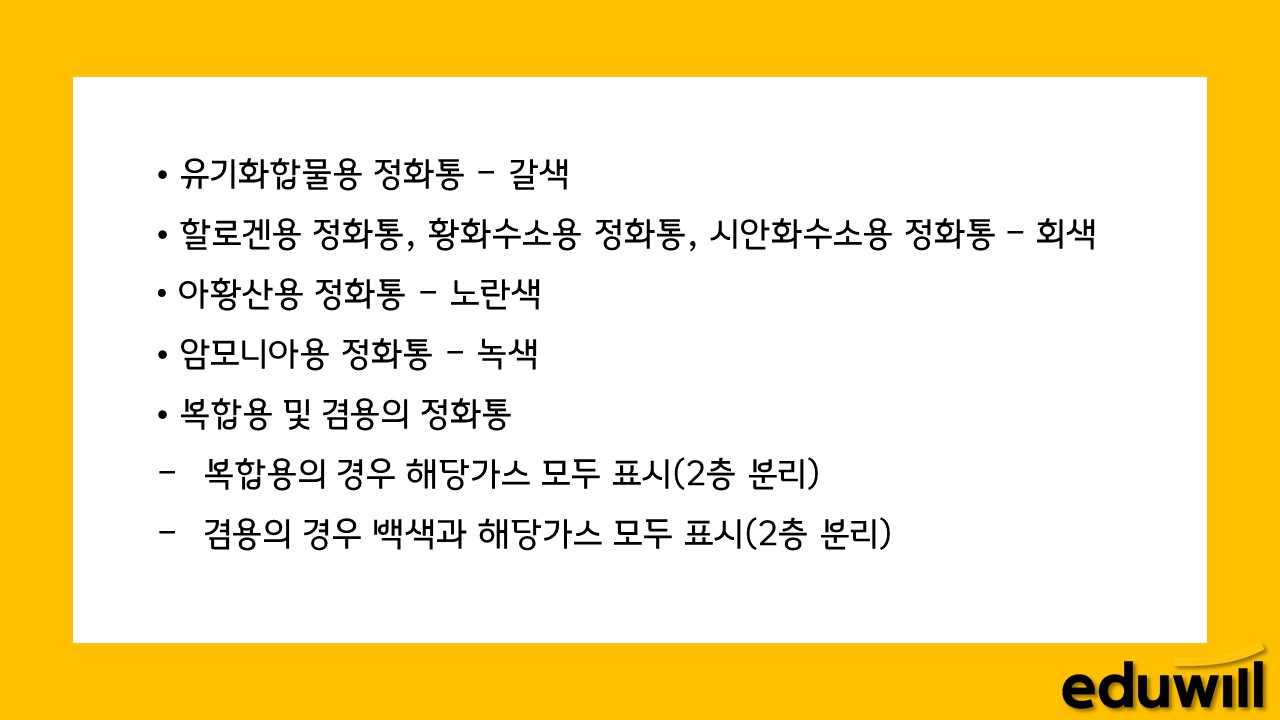 • 유기화합물용 정화통 - 갈색
• 할로겐용 정화통, 황화수소용 정화통, 시안화수소용 정화통 - 회색
• 아황산용 정화통 - 노란색
• 암모니아용 정화통 - 녹색
• 복합용 및 겸용의 정화통
- 복합용의 경우 해당가스 모두 표시(2층 분리)
- 겸용의 경우 백색과 해당가스 모두 표시(2층 분리)
eduwill